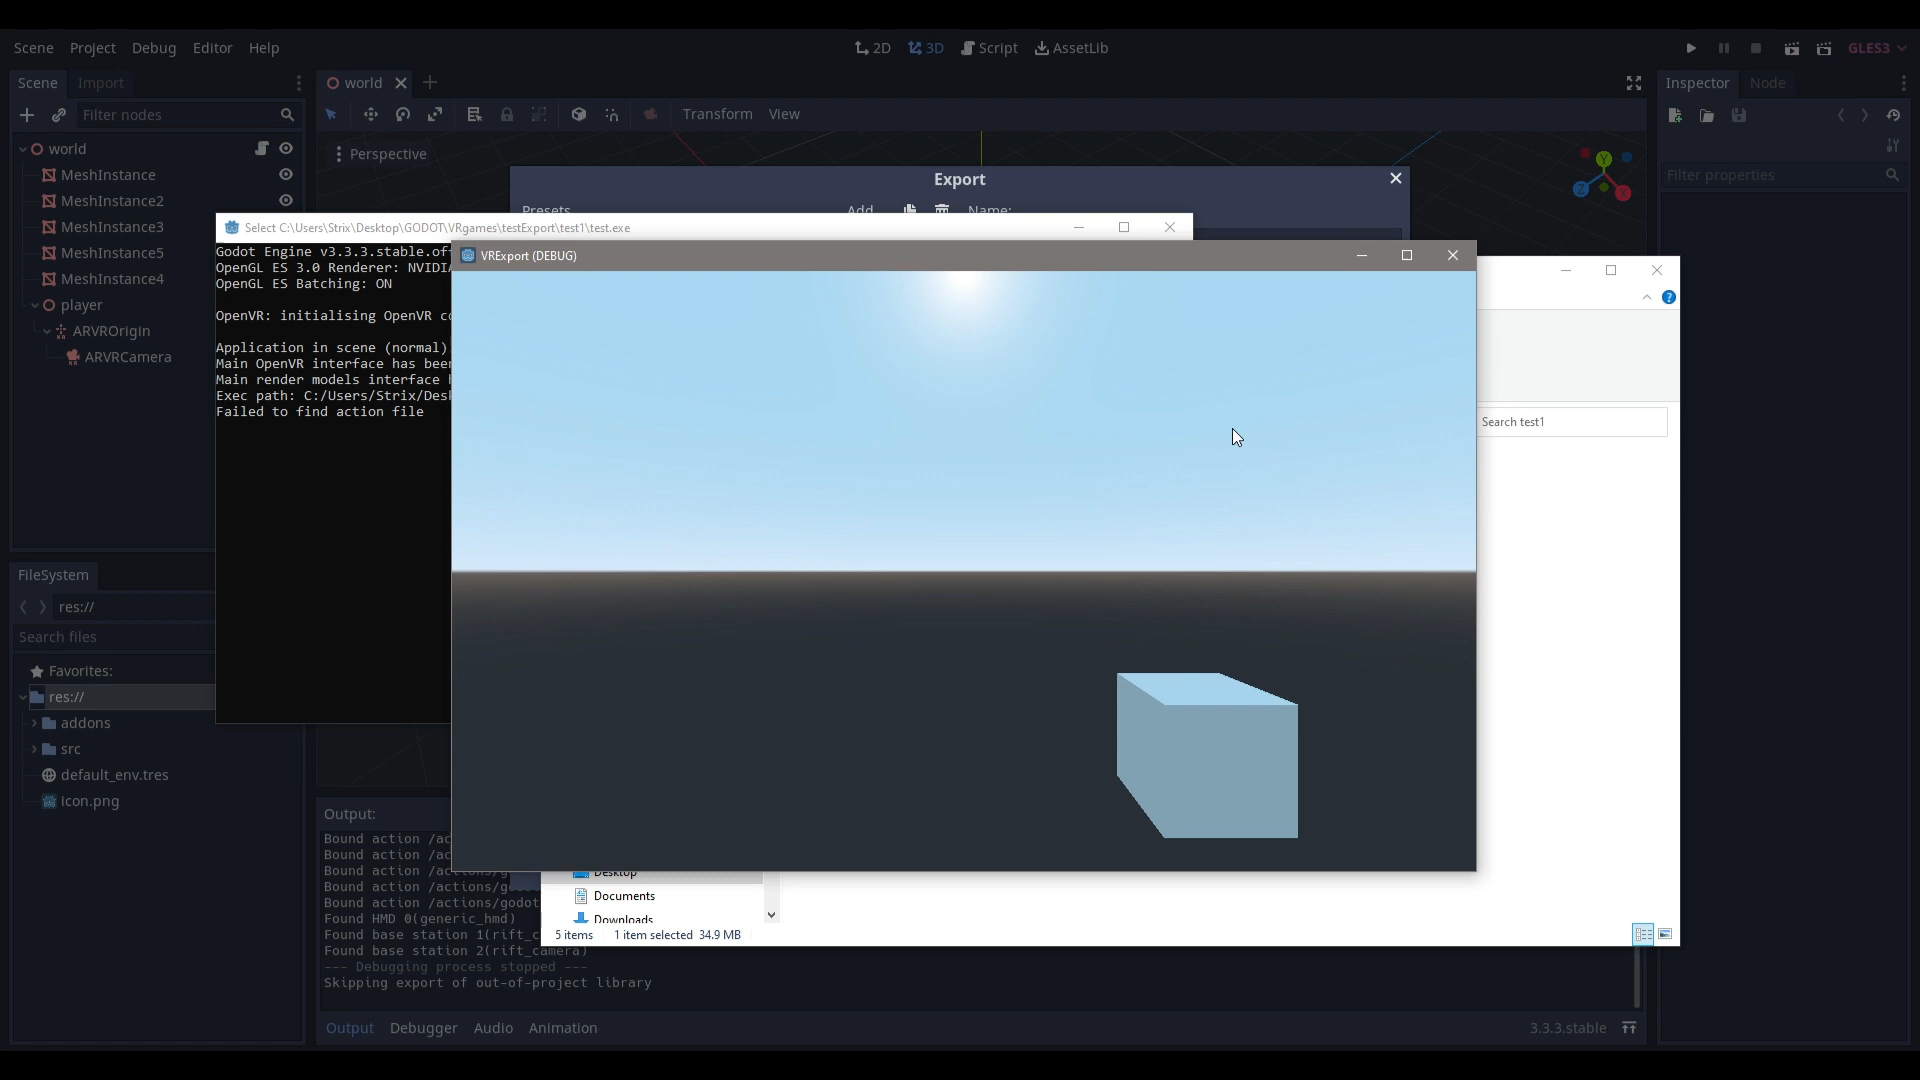 Scene Project Debug Editor Help
2D 3D Script AssetLib
GLES3
Scene Import
world
Inspector Node
Filter nodes
Transform View
Perspective
Filter properties
world
MeshInstance
MeshInstance2
MeshInstance3
MeshInstance5
MeshInstance4
player
ARVROrigin
ARVRCamera
Export
Presets Add... Name:
Select C:\Users\Strix\Desktop\GODOT\VRgames\testExport\test1\test.exe
Godot Engine v3.3.3.stable.of
OpenGL ES 3.0 Renderer: NVIDI
OpenGL ES Batching: ON
OpenVR: initialising OpenVR
Application in scene (normal)
Main OpenVR interface has bee
Main render models interface
Exec path: C:/Users/Strix/Des
Failed to find action file
VRExport (DEBUG)
Search test1
FileSystem
res://
Search files
Favorites:
res://
addons
src
default_env.tres
icon.png
Output:
Bound action /ac
Bound action /ac
Bound action /actions/g
Bound action /actions/g
Bound action /actions/godot
Found HMD 0(generic_hmd)
Found base station 1(rift_c
Found base station 2(rift_camera)
--- Debugging process stopped ---
Skipping export of out-of-project library
Desktop
Documents
Downloads
5 items 1 item selected 34.9 MB
Output Debugger Audio Animation
3.3.3.stable